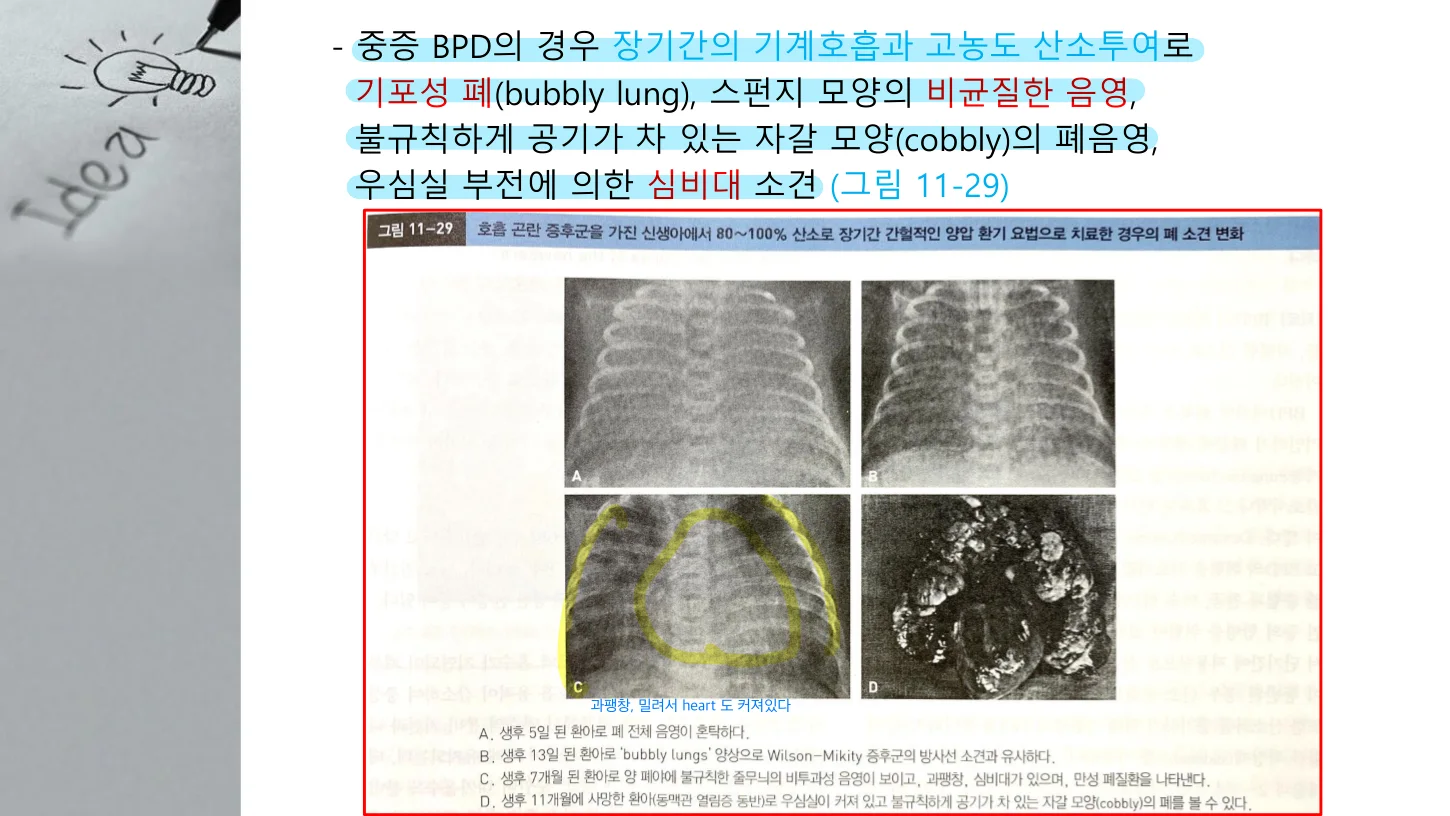 Idea
- 중증 BPD의 경우 장기간의 기계호흡과 고농도 산소투여로
기포성 폐(bubbly lung), 스펀지 모양의 비균질한 음영,
불규칙하게 공기가 차 있는 자갈 모양(cobbly)의 폐음영,
우심실 부전에 의한 심비대 소견 (그림 11-29)
그림 11-29 호흡 곤란 증후군을 가진 신생아에서 80~100% 산소로 장기간 간헐적인 양압 환기 요법으로 치료한 경우의 폐 소견 변화
A
B
C
D
과팽창, 밀려서 heart 도 커져있다
A. 생후 5일 된 환아로 폐 전체 음영이 혼탁하다.
B. 생후 13일 된 환아로 'bubbly lungs' 양상으로 Wilson-Mikity 증후군의 방사선 소견과 유사하다.
C. 생후 7개월 된 환아로 양 폐야에 불규칙한 줄무늬의 비투과성 음영이 보이고, 과팽창, 심비대가 있으며, 만성 폐질환을 나타낸다.
D. 생후 11개월에 사망한 환아(동맥관 열림증 동반)로 우심실이 커져 있고 불규칙하게 공기가 차 있는 자갈 모양(cobbly)의 폐를 볼 수 있다.